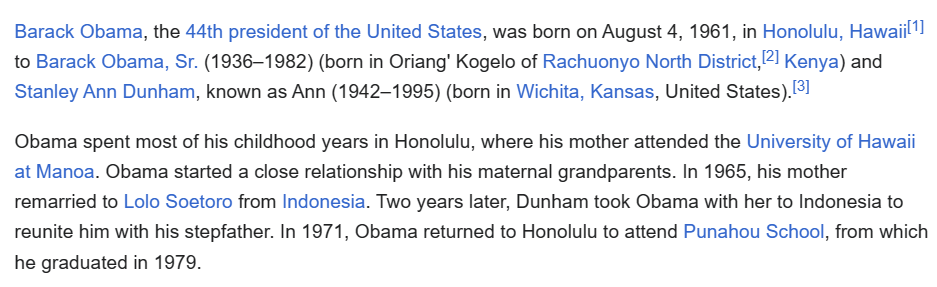 Barack Obama, the 44th president of the United States, was born on August 4, 1961, in Honolulu, Hawaii[1]
to Barack Obama, Sr. (1936–1982) (born in Oriang' Kogelo of Rachuonyo North District,[2] Kenya) and
Stanley Ann Dunham, known as Ann (1942–1995) (born in Wichita, Kansas, United States).[3]
Obama spent most of his childhood years in Honolulu, where his mother attended the University of Hawaii
at Manoa. Obama started a close relationship with his maternal grandparents. In 1965, his mother
remarried to Lolo Soetoro from Indonesia. Two years later, Dunham took Obama with her to Indonesia to
reunite him with his stepfather. In 1971, Obama returned to Honolulu to attend Punahou School, from which
he graduated in 1979.